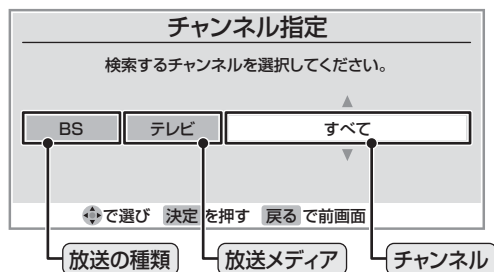 チャンネル指定
検索するチャンネルを選択してください。
BS テレビ すべて
で選び 決定 を押す 戻る で前画面
放送の種類 放送メディア チャンネル